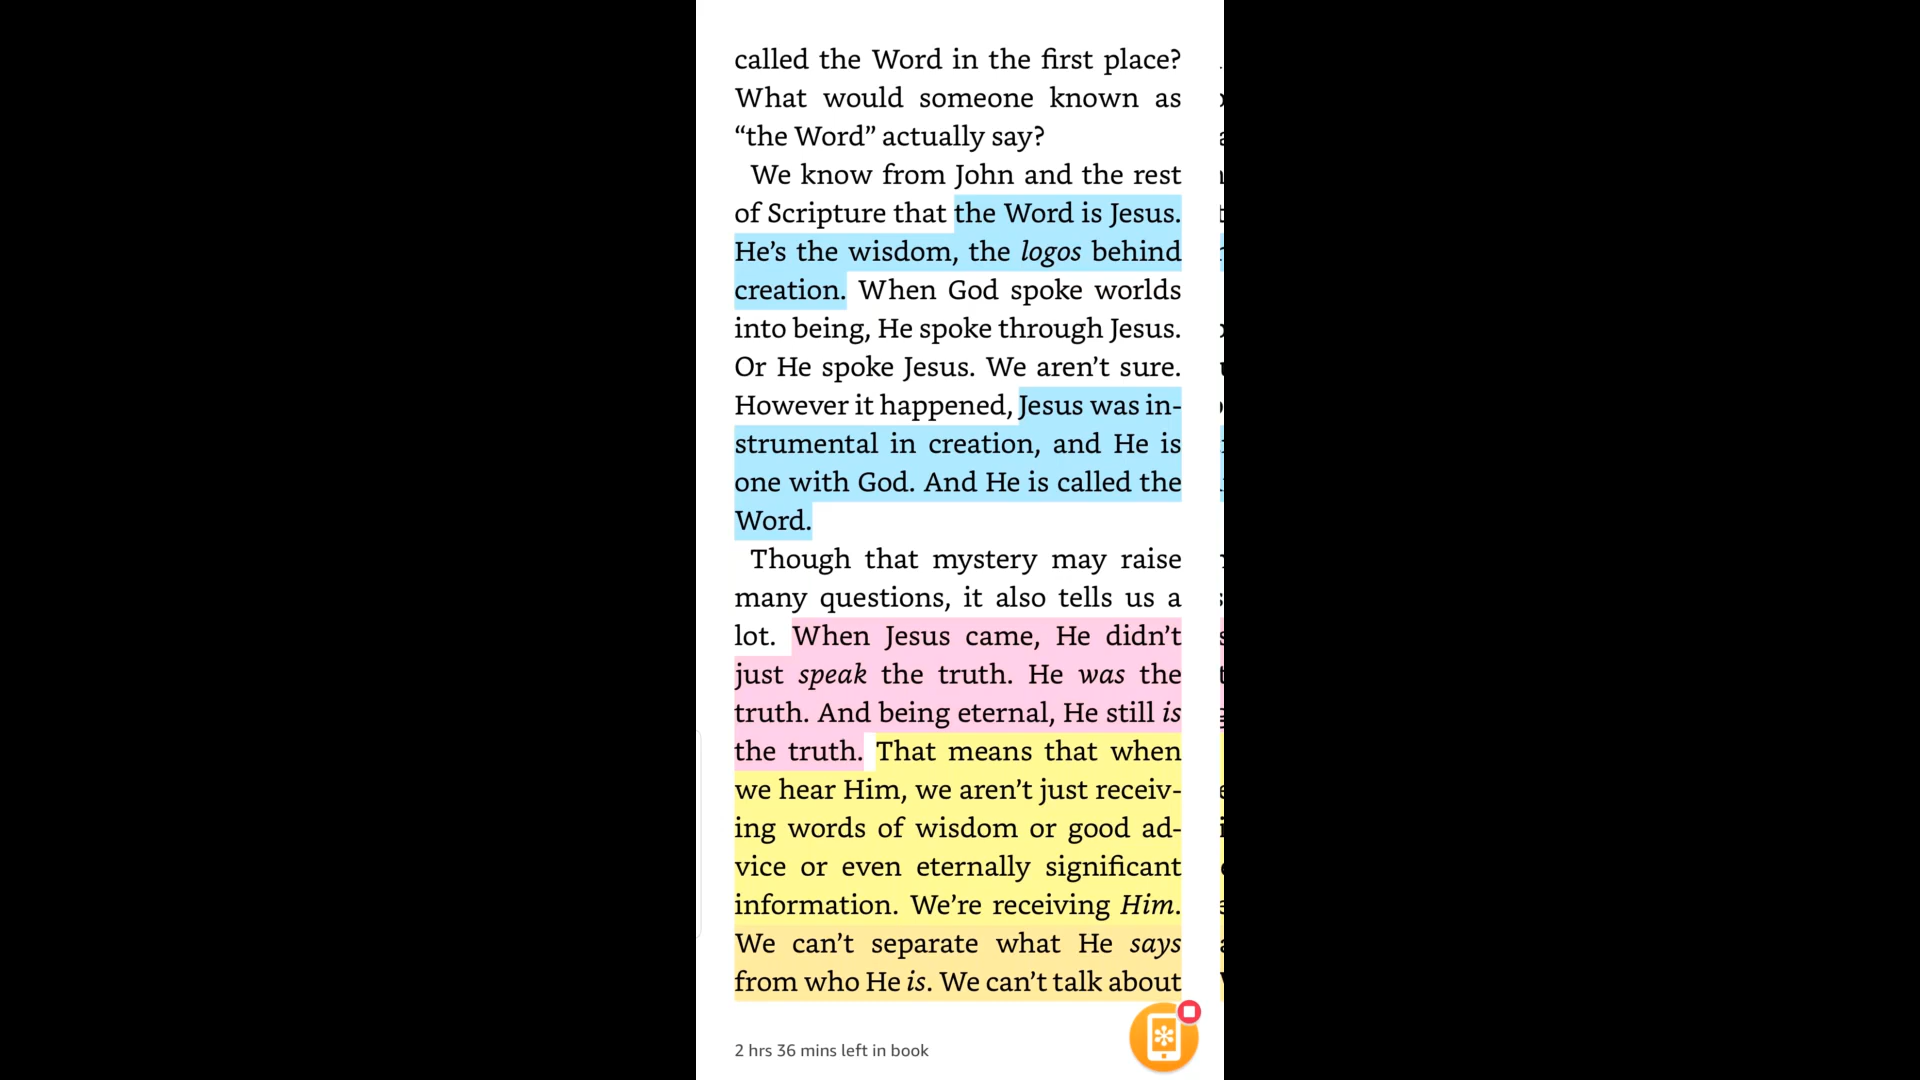 called the Word in the first place?
What would someone known as
“the Word” actually say?
We know from John and the rest
of Scripture that the Word is Jesus.
He’s the wisdom, the logos behind
creation. When God spoke worlds
into being, He spoke through Jesus.
Or He spoke Jesus. We aren’t sure.
However it happened, Jesus was in-
strumental in creation, and He is
one with God. And He is called the
Word.
Though that mystery may raise
many questions, it also tells us a
lot. When Jesus came, He didn’t
just speak the truth. He was the
truth. And being eternal, He still is
the truth. That means that when
we hear Him, we aren’t just receiv-
ing words of wisdom or good ad-
vice or even eternally significant
information. We’re receiving Him.
We can’t separate what He says
from who He is. We can’t talk about
2 hrs 36 mins left in book